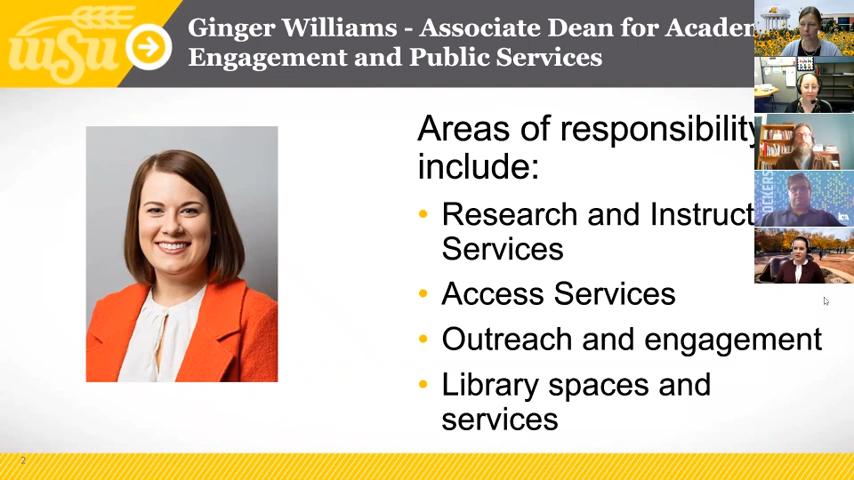 Ginger Williams - Associate Dean for Academ
Engagement and Public Services
wsu
Areas of responsibility
include:
• Research and Instruct
Services
• Access Services
• Outreach and engagement
• Library spaces and
services
OCKERS
2